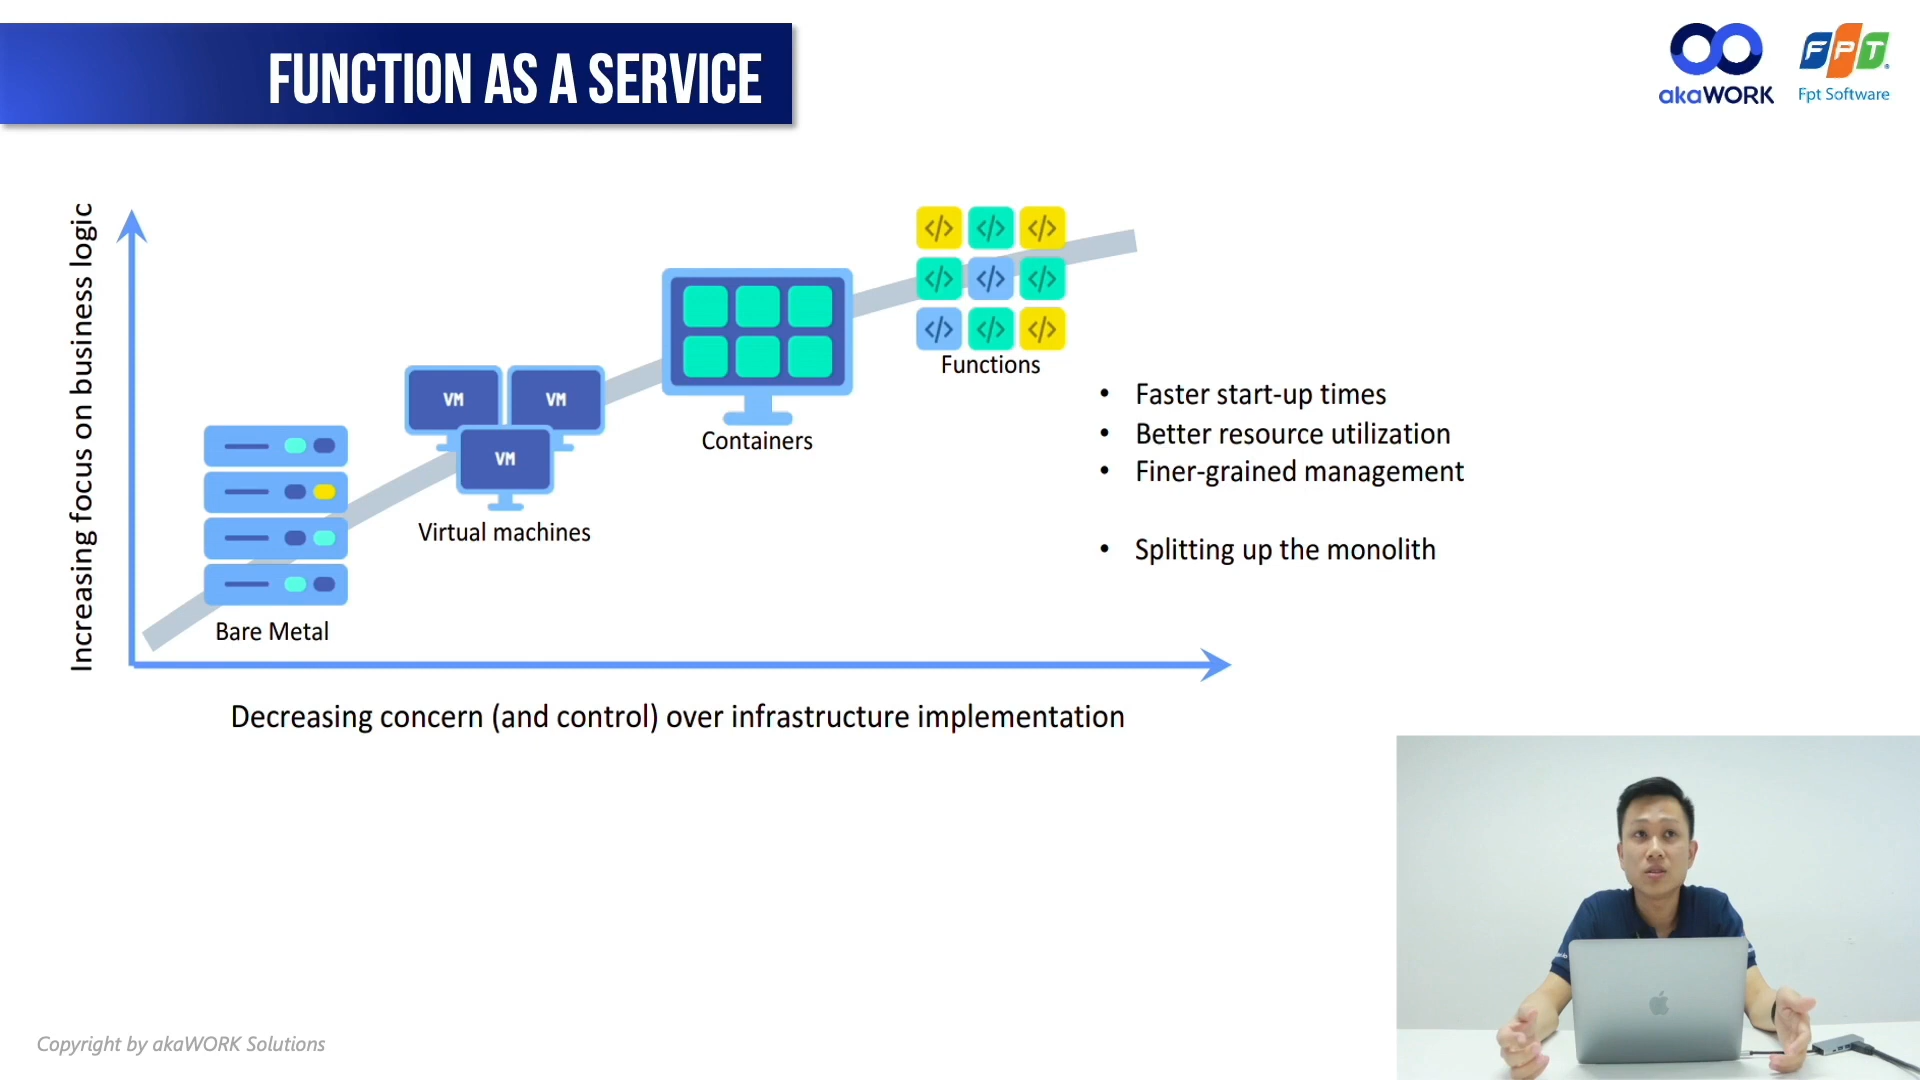 FUNCTION AS A SERVICE
akaWORK
FPT
Fpt Software
Increasing focus on business logic
</>
</>
</>
</>
</>
</>
</>
</>
</>
Functions
VM
VM
VM
Containers
Virtual machines
Bare Metal
• Faster start-up times
• Better resource utilization
• Finer-grained management
• Splitting up the monolith
Decreasing concern (and control) over infrastructure implementation
Copyright by akaWORK Solutions